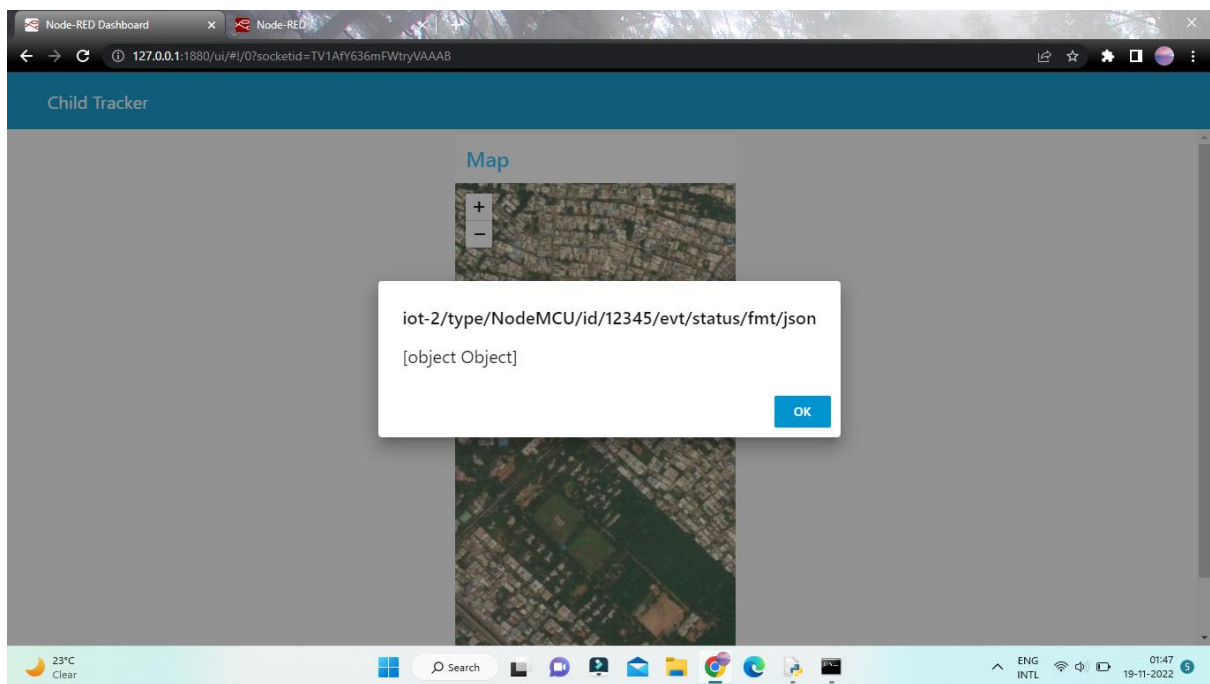 Node-RED Dashboard
Node-RED
127.0.0.1:1880/ui/#!/0?socketid=TV1AfY636mFWtryVAAAB
Child Tracker
Map
+
−
iot-2/type/NodeMCU/id/12345/evt/status/fmt/json
[object Object]
OK
23°C
Clear
Search
ENG
INTL
01:47
19-11-2022
5